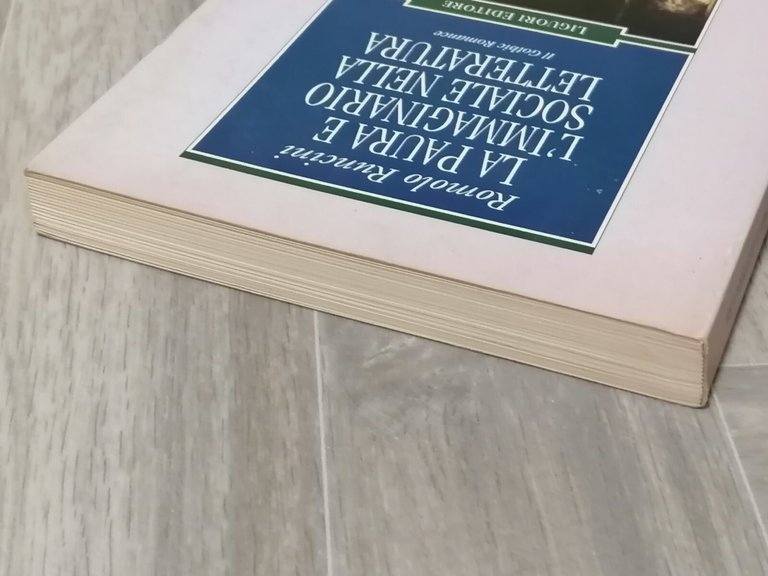 Romolo Runcini
LA PAURA E
L'IMMAGINARIO
SOCIALE NELLA
LETTERATURA
Il Gothic Romance
LIGUORI EDITORE